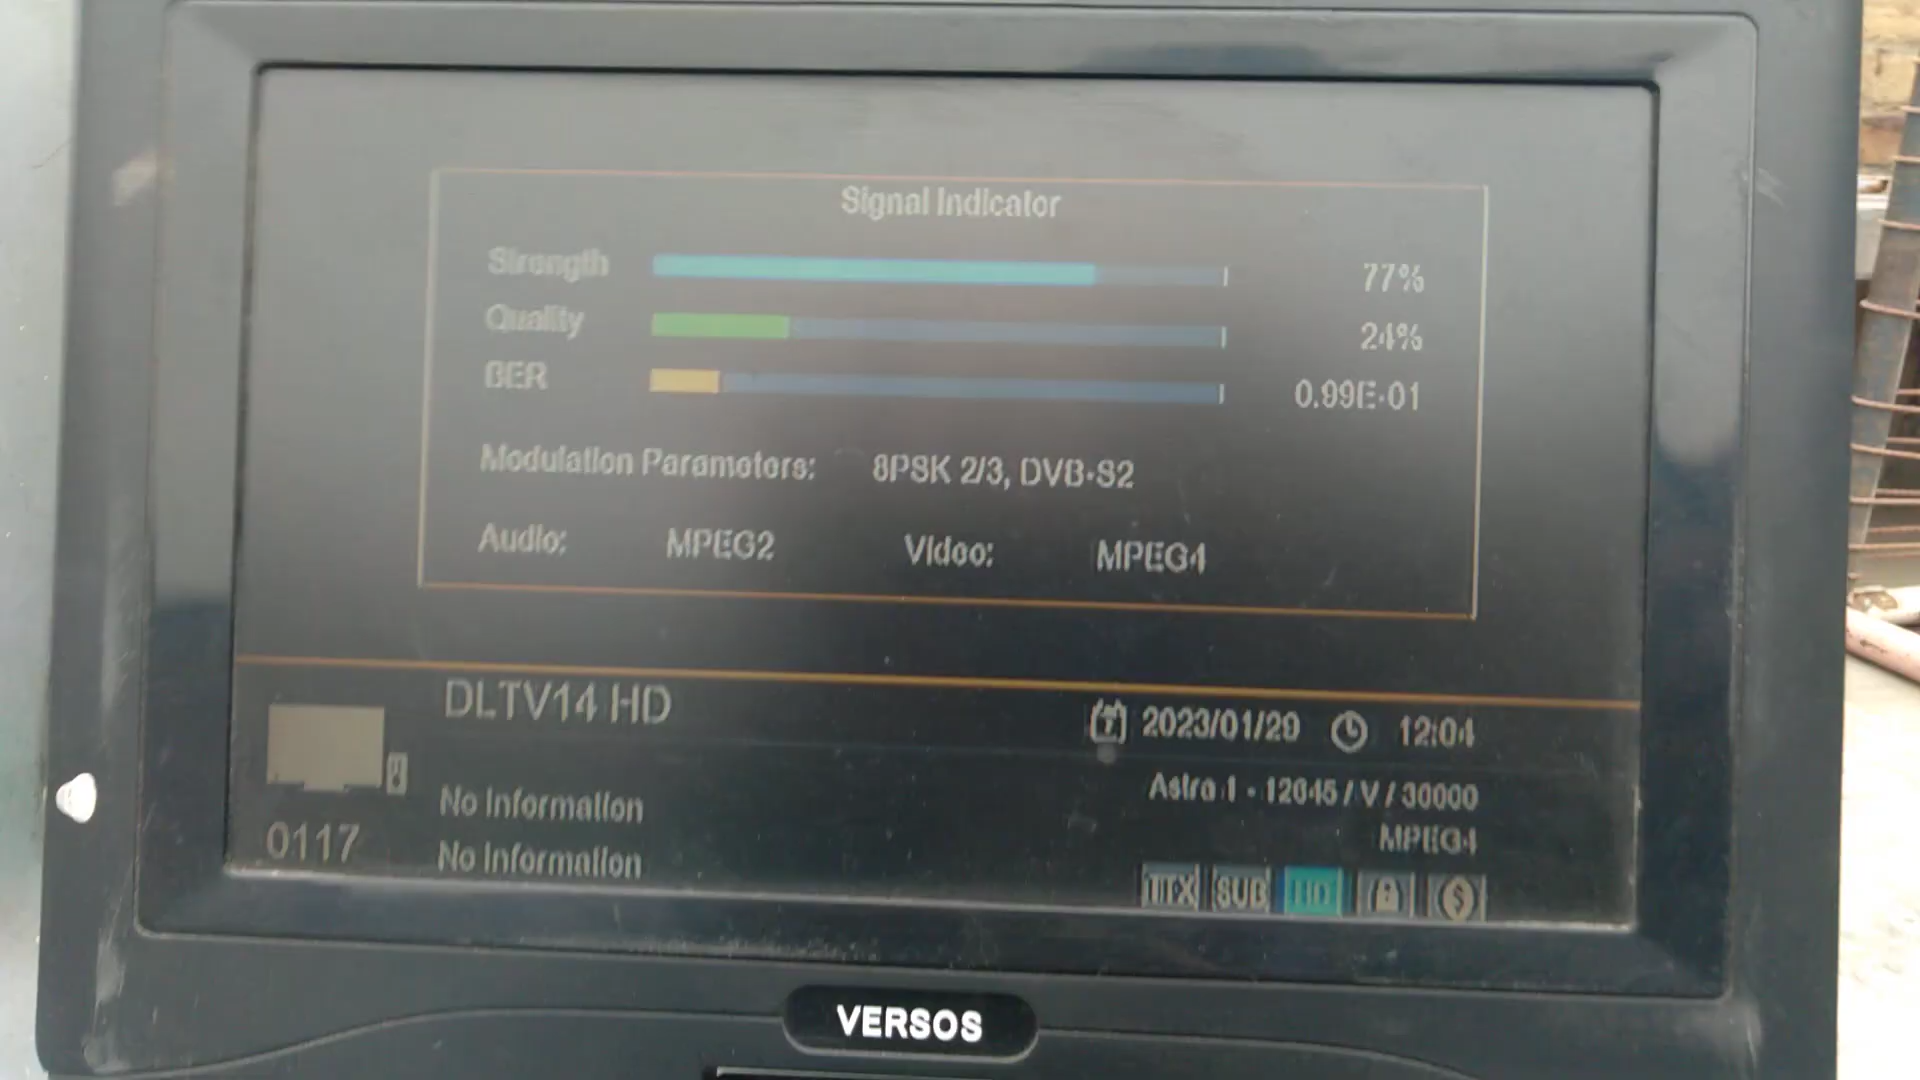 Signal Indicator
Strength 77%
Quality 24%
BER 0.99E-01
Modulation Parameters: 8PSK 2/3, DVB-S2
Audio: MPEG2 Video: MPEG4
DLTV14 HD
2023/01/29 12:04
Astra 1 - 12645 / V / 30000
No Information
MPEG4
0117
No Information
TTX SUB HD $
VERSOS